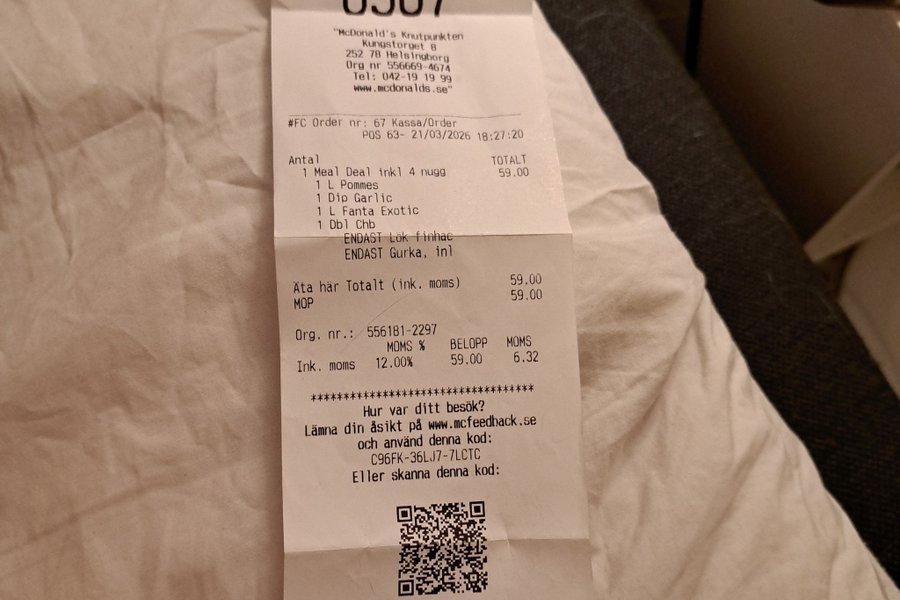 "McDonald's Knutpunkten
Kungstorget 8
252 78 Helsingborg
Org nr 556669-4674
Tel: 042-19 19 99
www.mcdonalds.se"
#FC Order nr: 67 Kassa/Order
POS 63- 21/03/2026 18:27:20
Antal TOTALT
1 Meal Deal inkl 4 nugg 59.00
1 L Pommes
1 Dip Garlic
1 L Fanta Exotic
1 Dbl Chb
ENDAST Lök finhac
ENDAST Gurka, inl
Äta här Totalt (ink. moms) 59.00
MOP 59.00
Org. nr.: 556181-2297
MOMS % BELOPP MOMS
Ink. moms 12.00% 59.00 6.32
**********************************
Hur var ditt besök?
Lämna din åsikt på www.mcfeedback.se
och använd denna kod:
C96FK-36LJ7-7LCTC
Eller skanna denna kod: